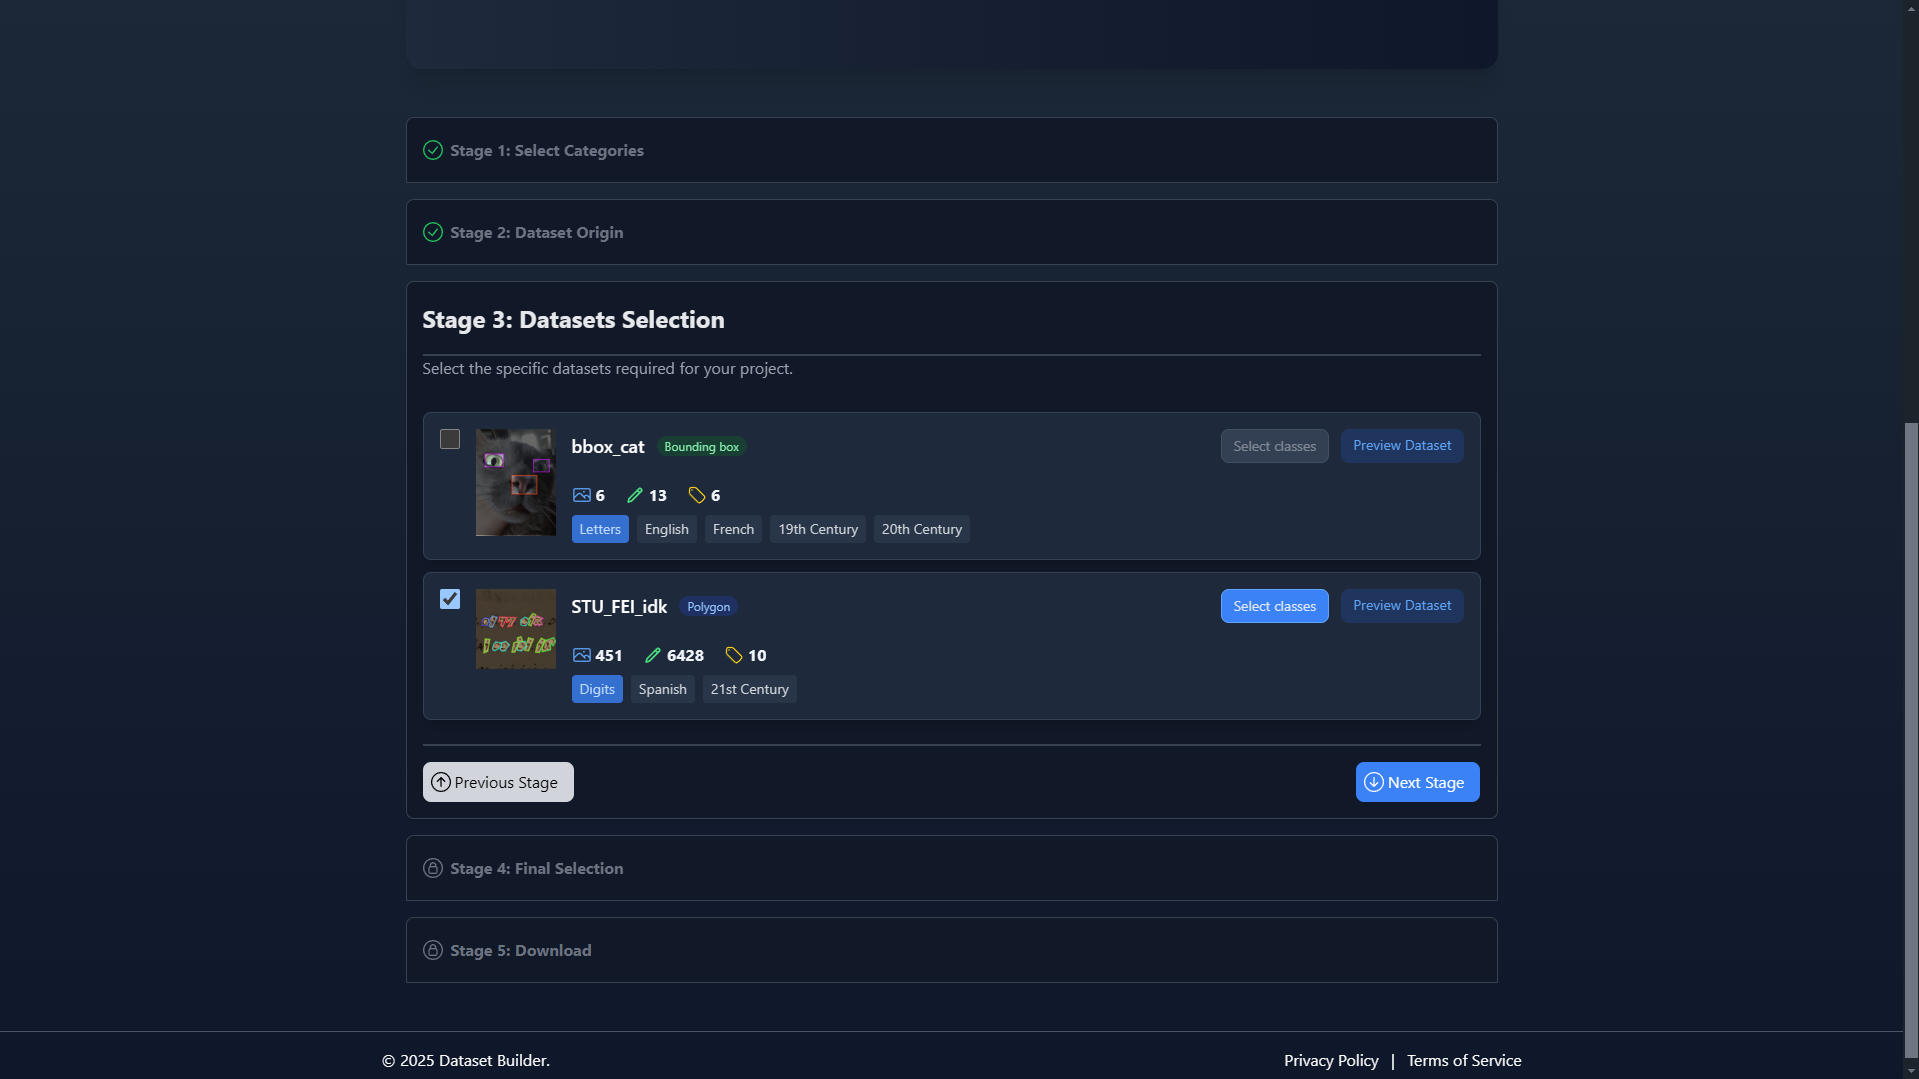 Stage 1: Select Categories
Stage 2: Dataset Origin
Stage 3: Datasets Selection
Select the specific datasets required for your project.
bbox_cat Bounding box Select classes Preview Dataset
6 13 6
Letters English French 19th Century 20th Century
STU_FEI_idk Polygon Select classes Preview Dataset
451 6428 10
Digits Spanish 21st Century
Previous Stage Next Stage
Stage 4: Final Selection
Stage 5: Download
© 2025 Dataset Builder. Privacy Policy | Terms of Service